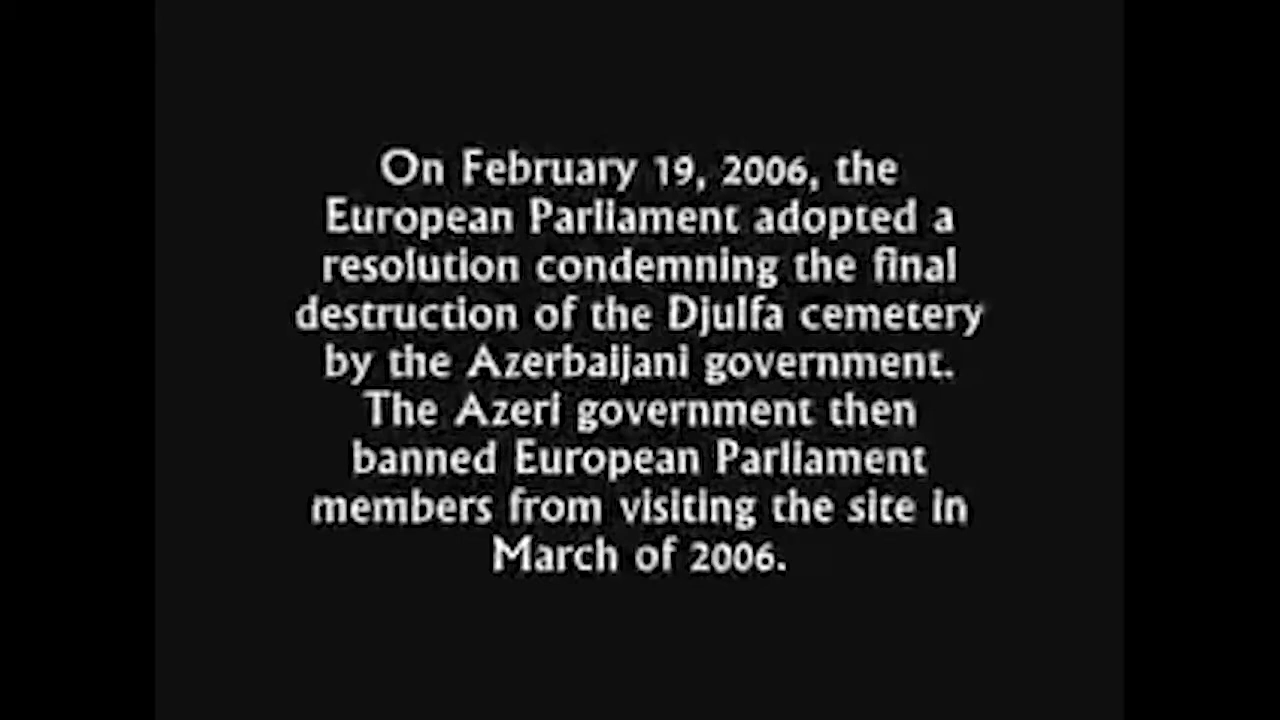 On February 19, 2006, the
European Parliament adopted a
resolution condemning the final
destruction of the Djulfa cemetery
by the Azerbaijani government.
The Azeri government then
banned European Parliament
members from visiting the site in
March of 2006.